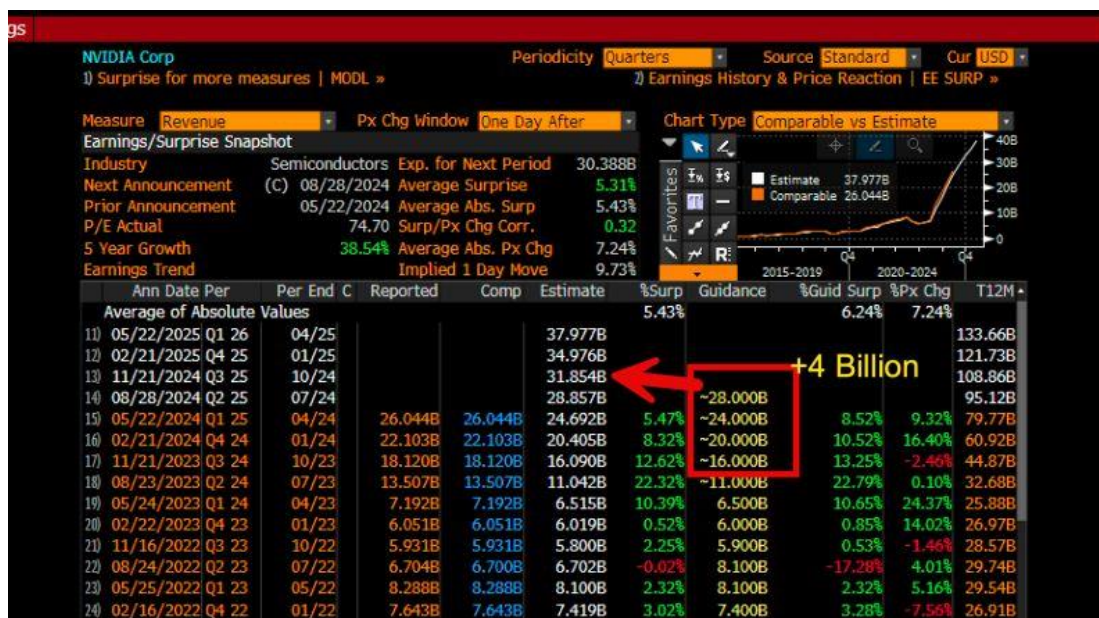 gs
NVIDIA Corp Periodicity Quarters Source Standard Cur USD
1) Surprise for more measures | MODL » 2) Earnings History & Price Reaction | EE SURP »
Measure Revenue Px Chg Window One Day After Chart Type Comparable vs Estimate
Earnings/Surprise Snapshot
Industry Semiconductors Exp. for Next Period 30.388B
Next Announcement (C) 08/28/2024 Average Surprise 5.31%
Prior Announcement 05/22/2024 Average Abs. Surp 5.43%
P/E Actual 74.70 Surp/Px Chg Corr. 0.32
5 Year Growth 38.54% Average Abs. Px Chg 7.24%
Earnings Trend Implied 1 Day Move 9.73%
Favorites
Estimate 37.977B
Comparable 26.044B
40B
30B
20B
10B
0
Q4 Q4
2015-2019 2020-2024
Ann Date Per Per End C Reported Comp Estimate %Surp Guidance %Guid Surp %Px Chg T12M
Average of Absolute Values 5.43% 6.24% 7.24%
11) 05/22/2025 Q1 26 04/25 37.977B 133.66B
12) 02/21/2025 Q4 25 01/25 34.976B 121.73B
13) 11/21/2024 Q3 25 10/24 31.854B 108.86B
+4 Billion
14) 08/28/2024 Q2 25 07/24 28.857B ~28.000B 95.12B
15) 05/22/2024 Q1 25 04/24 26.044B 26.044B 24.692B 5.47% ~24.000B 8.52% 9.32% 79.77B
16) 02/21/2024 Q4 24 01/24 22.103B 22.103B 20.405B 8.32% ~20.000B 10.52% 16.40% 60.92B
17) 11/21/2023 Q3 24 10/23 18.120B 18.120B 16.090B 12.62% ~16.000B 13.25% -2.46% 44.87B
18) 08/23/2023 Q2 24 07/23 13.507B 13.507B 11.042B 22.32% ~11.000B 22.79% 0.10% 32.68B
19) 05/24/2023 Q1 24 04/23 7.192B 7.192B 6.515B 10.39% 6.500B 10.65% 24.37% 25.88B
20) 02/22/2023 Q4 23 01/23 6.051B 6.051B 6.019B 0.52% 6.000B 0.85% 14.02% 26.97B
21) 11/16/2022 Q3 23 10/22 5.931B 5.931B 5.800B 2.25% 5.900B 0.53% -1.46% 28.57B
22) 08/24/2022 Q2 23 07/22 6.704B 6.700B 6.702B -0.02% 8.100B -17.28% 4.01% 29.74B
23) 05/25/2022 Q1 23 05/22 8.288B 8.288B 8.100B 2.32% 8.100B 2.32% 5.16% 29.54B
24) 02/16/2022 Q4 22 01/22 7.643B 7.643B 7.419B 3.02% 7.400B 3.28% -7.56% 26.91B